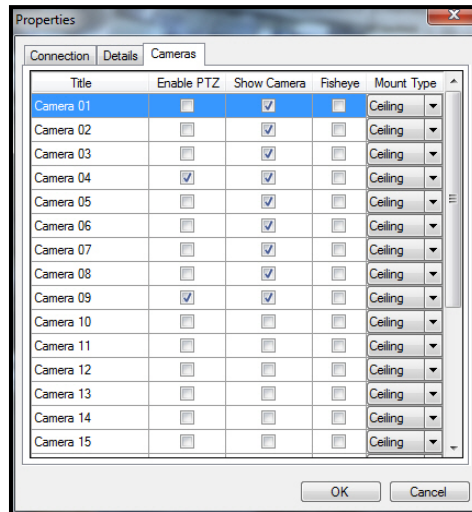 Properties
Connection Details Cameras
Title Enable PTZ Show Camera Fisheye Mount Type
Camera 01 Ceiling
Camera 02 Ceiling
Camera 03 Ceiling
Camera 04 Ceiling
Camera 05 Ceiling
Camera 06 Ceiling
Camera 07 Ceiling
Camera 08 Ceiling
Camera 09 Ceiling
Camera 10 Ceiling
Camera 11 Ceiling
Camera 12 Ceiling
Camera 13 Ceiling
Camera 14 Ceiling
Camera 15 Ceiling
OK Cancel